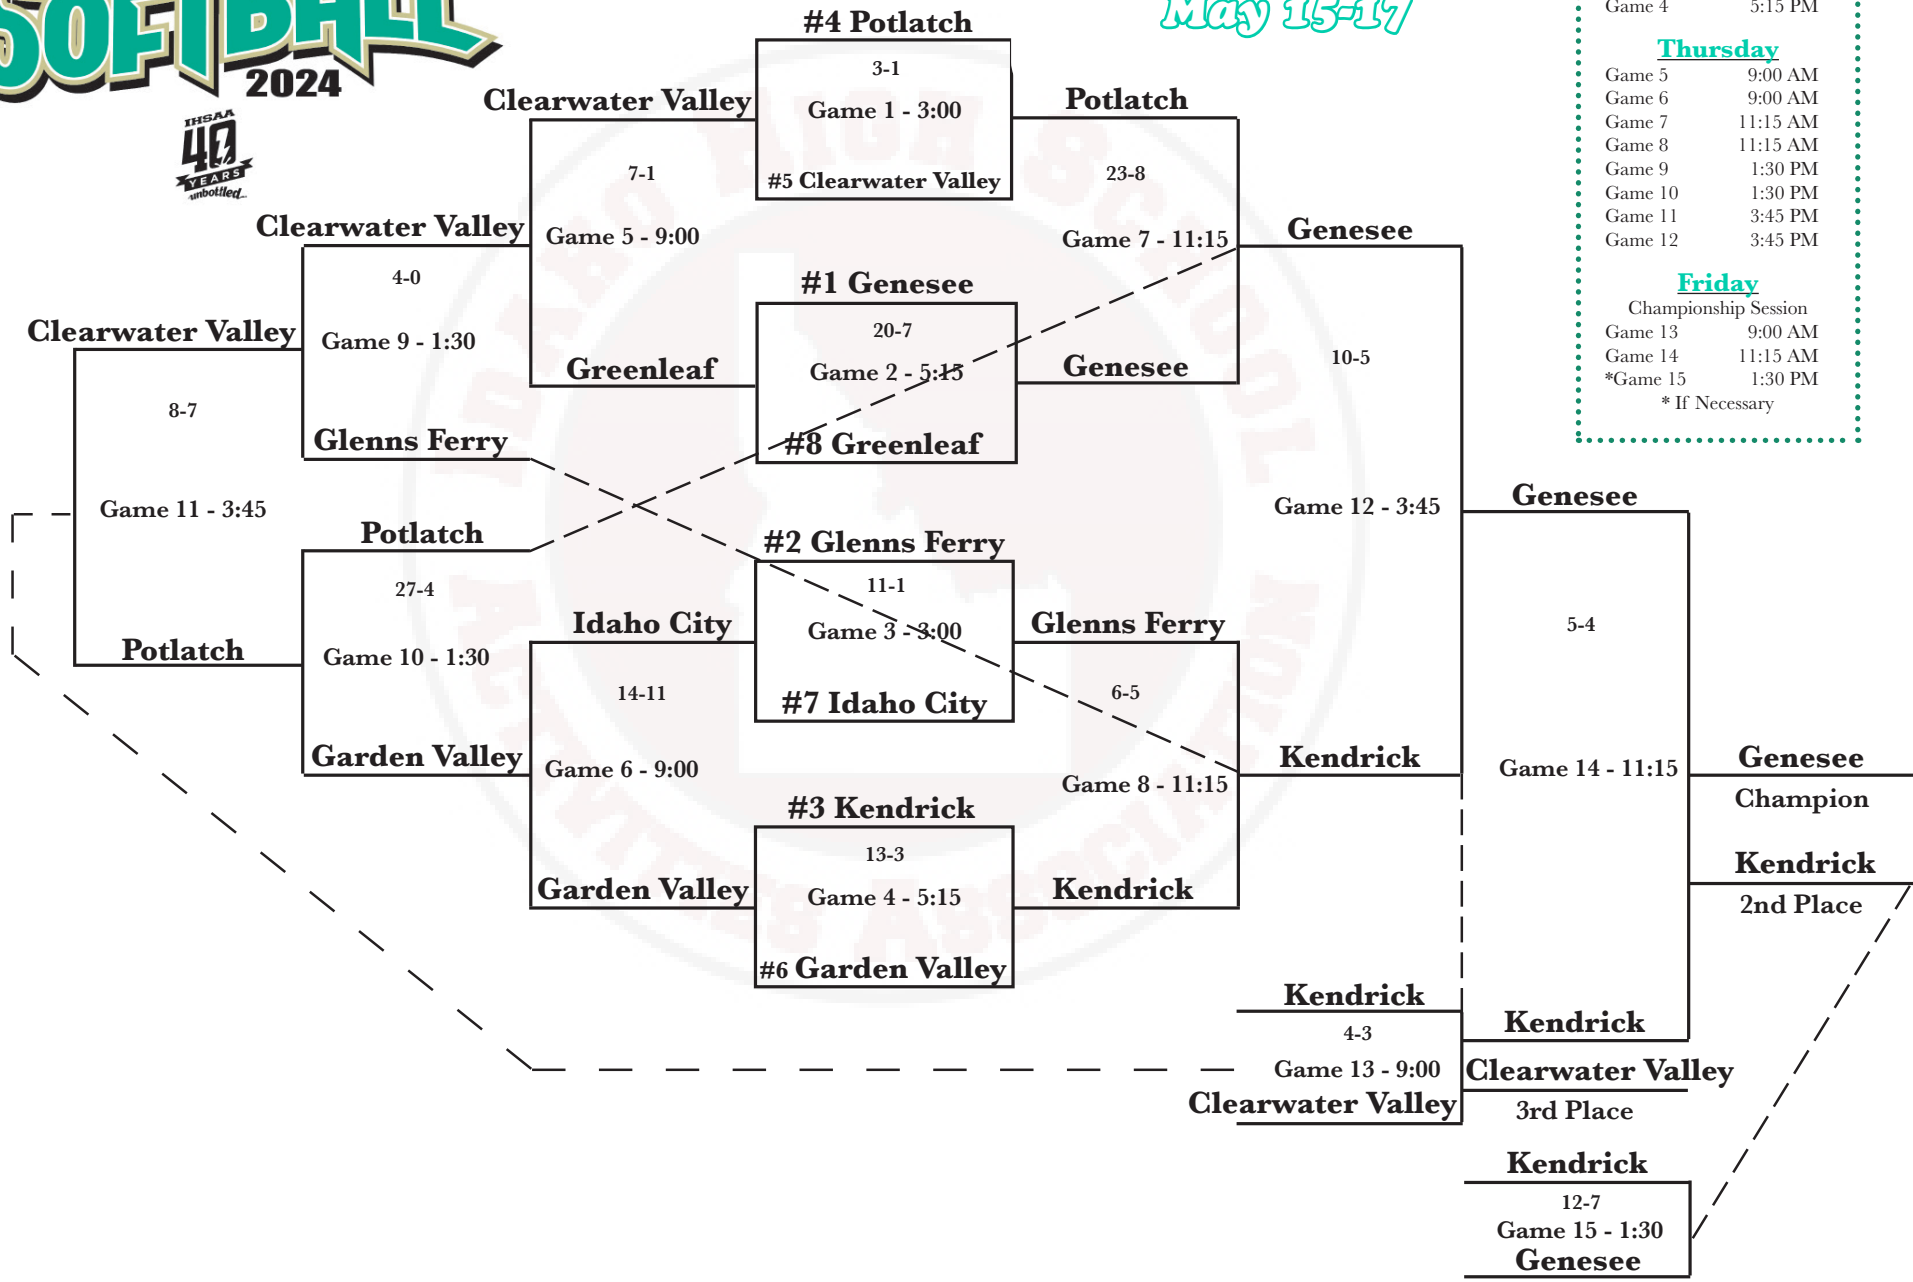 SOFTBALL
2024
IHSAA
40
YEARS
unbottled...
May 15-17
Game 4 5:15 PM
Thursday
Game 5 9:00 AM
Game 6 9:00 AM
Game 7 11:15 AM
Game 8 11:15 AM
Game 9 1:30 PM
Game 10 1:30 PM
Game 11 3:45 PM
Game 12 3:45 PM
Friday
Championship Session
Game 13 9:00 AM
Game 14 11:15 AM
*Game 15 1:30 PM
* If Necessary
IDAHO HIGH SCHOOL
ACTIVITIES ASSOCIATION
#4 Potlatch
3-1
Game 1 - 3:00
#5 Clearwater Valley
#1 Genesee
20-7
Game 2 - 5:15
#8 Greenleaf
#2 Glenns Ferry
11-1
Game 3 - 3:00
#7 Idaho City
#3 Kendrick
13-3
Game 4 - 5:15
#6 Garden Valley
Clearwater Valley
7-1
Game 5 - 9:00
Greenleaf
Idaho City
14-11
Game 6 - 9:00
Garden Valley
Potlatch
23-8
Game 7 - 11:15
Genesee
Glenns Ferry
6-5
Game 8 - 11:15
Kendrick
Clearwater Valley
4-0
Game 9 - 1:30
Glenns Ferry
Potlatch
27-4
Game 10 - 1:30
Garden Valley
Clearwater Valley
8-7
Game 11 - 3:45
Potlatch
Genesee
10-5
Game 12 - 3:45
Kendrick
Kendrick
4-3
Game 13 - 9:00
Clearwater Valley
Genesee
5-4
Game 14 - 11:15
Kendrick
Clearwater Valley
3rd Place
Genesee
Champion
Kendrick
2nd Place
Kendrick
12-7
Game 15 - 1:30
Genesee